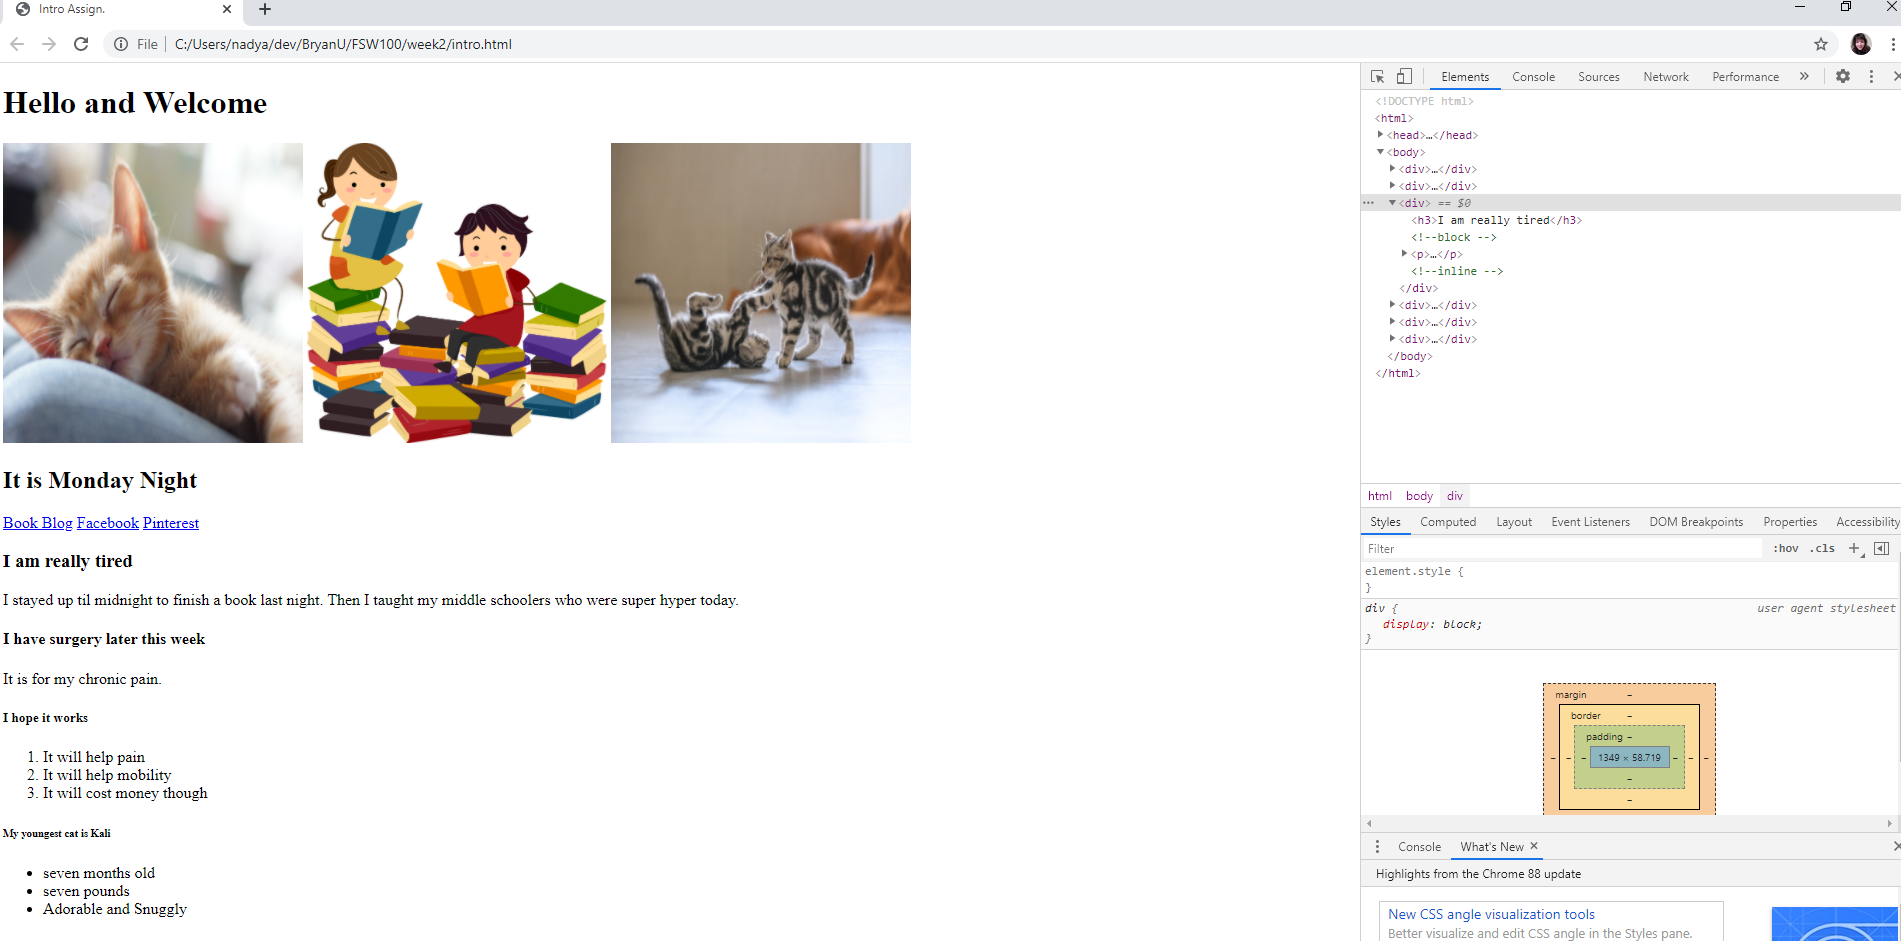 Intro Assign.
File C:/Users/nadya/dev/BryanU/FSW100/week2/intro.html
Hello and Welcome
It is Monday Night
Book Blog Facebook Pinterest
I am really tired
I stayed up til midnight to finish a book last night. Then I taught my middle schoolers who were super hyper today.
I have surgery later this week
It is for my chronic pain.
I hope it works
1. It will help pain
2. It will help mobility
3. It will cost money though
My youngest cat is Kali
• seven months old
• seven pounds
• Adorable and Snuggly
Elements Console Sources Network Performance »
<!DOCTYPE html>
<html>
<head>…</head>
<body>
<div>…</div>
<div>…</div>
<div> == $0
<h3>I am really tired</h3>
<!--block -->
<p>…</p>
<!--inline -->
</div>
<div>…</div>
<div>…</div>
<div>…</div>
</body>
</html>
html body div
Styles Computed Layout Event Listeners DOM Breakpoints Properties Accessibility
Filter :hov .cls +
element.style {
}
div { user agent stylesheet
display: block;
}
margin –
border –
padding –
– – – 1349 × 58.719 – – –
–
–
Console What's New ×
Highlights from the Chrome 88 update
New CSS angle visualization tools
Better visualize and edit CSS angle in the Styles pane.